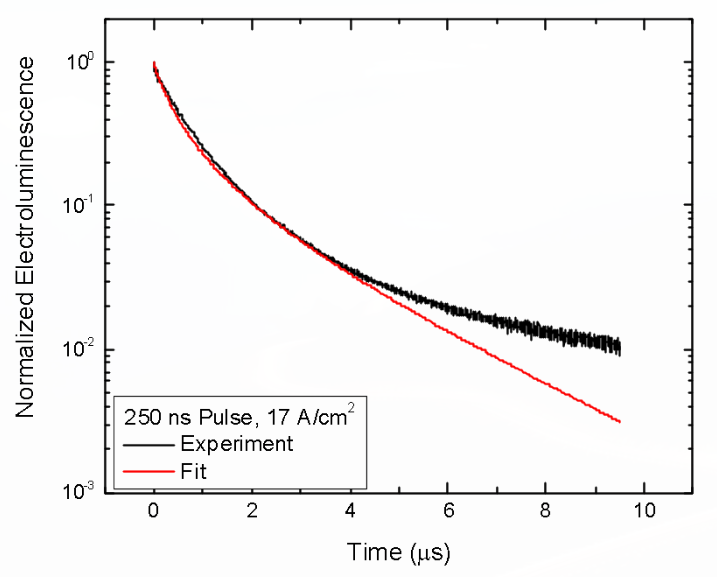 Normalized Electroluminescence
10⁰
10⁻¹
10⁻²
10⁻³
250 ns Pulse, 17 A/cm²
Experiment
Fit
0 2 4 6 8 10
Time (μs)